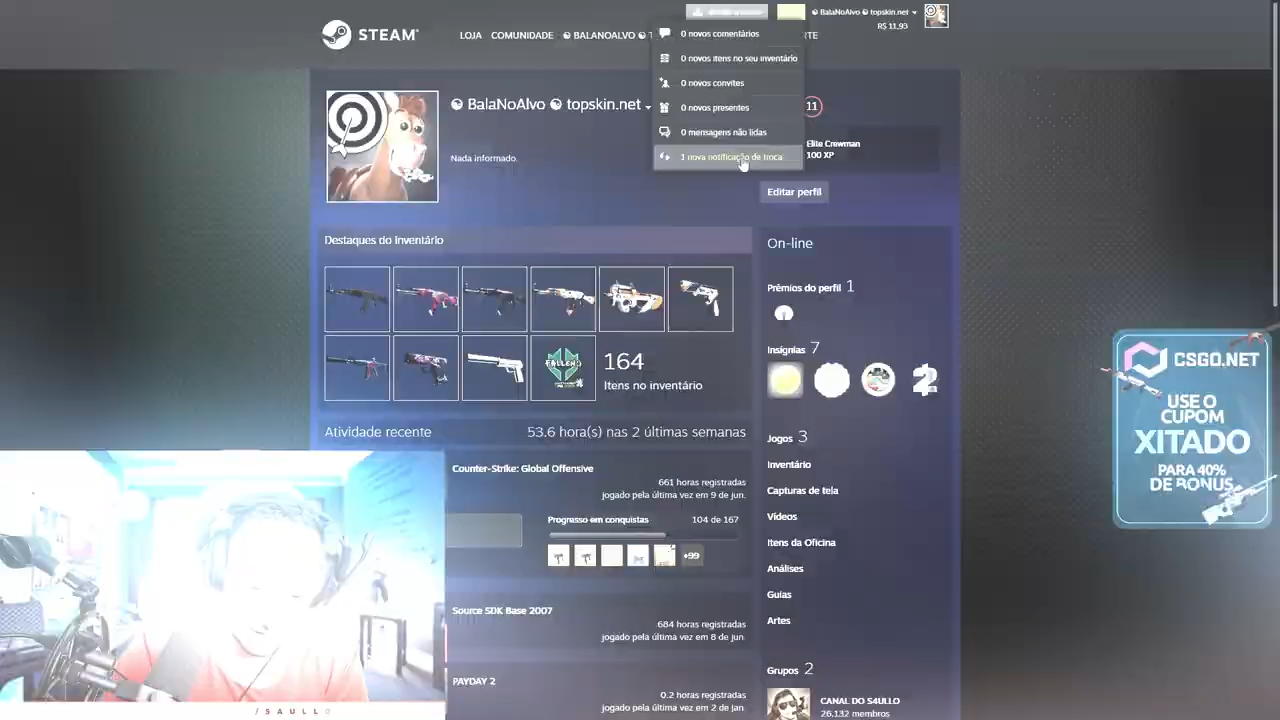 STEAM
LOJA COMUNIDADE BALANOALVO
BalaNoAlvo topskin.net
R$ 11,93
0 novos comentários
0 novos itens no seu inventário
0 novos convites
0 novos presentes
0 mensagens não lidas
1 nova notificação de troca
BalaNoAlvo topskin.net
Nada informado.
11
Elite Crewman
100 XP
Editar perfil
Destaques do Inventário
164
Itens no inventário
Atividade recente 53.6 hora(s) nas 2 últimas semanas
Counter-Strike: Global Offensive
661 horas registradas
jogado pela última vez em 9 de jun.
Progresso em conquistas 104 de 167
+99
Source SDK Base 2007
684 horas registradas
jogado pela última vez em 8 de jun.
PAYDAY 2
0.2 horas registradas
jogado pela última vez em 2 de jan.
On-line
Prêmios do perfil 1
Insígnias 7
2
Jogos 3
Inventário
Capturas de tela
Vídeos
Itens da Oficina
Análises
Guias
Artes
Grupos 2
CANAL DO S4ULLO
26,132 membros
CSGO.NET
USE O
CUPOM
XITADO
PARA 40%
DE BONUS
/SAULLO